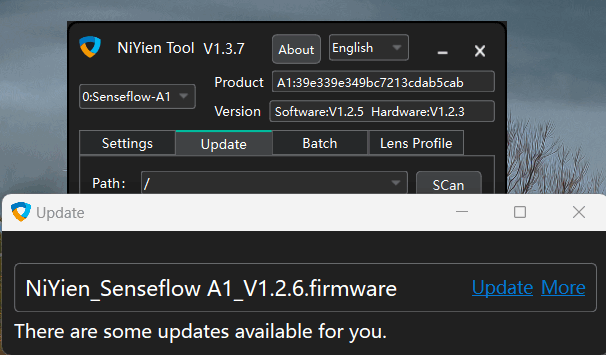 NiYien Tool V1.3.7 About English
Product A1:39e339e349bc7213cdab5cab
0:Senseflow-A1
Version Software:V1.2.5 Hardware:V1.2.3
Settings Update Batch Lens Profile
Path: / SCan
Update
NiYien_Senseflow A1_V1.2.6.firmware Update More
There are some updates available for you.